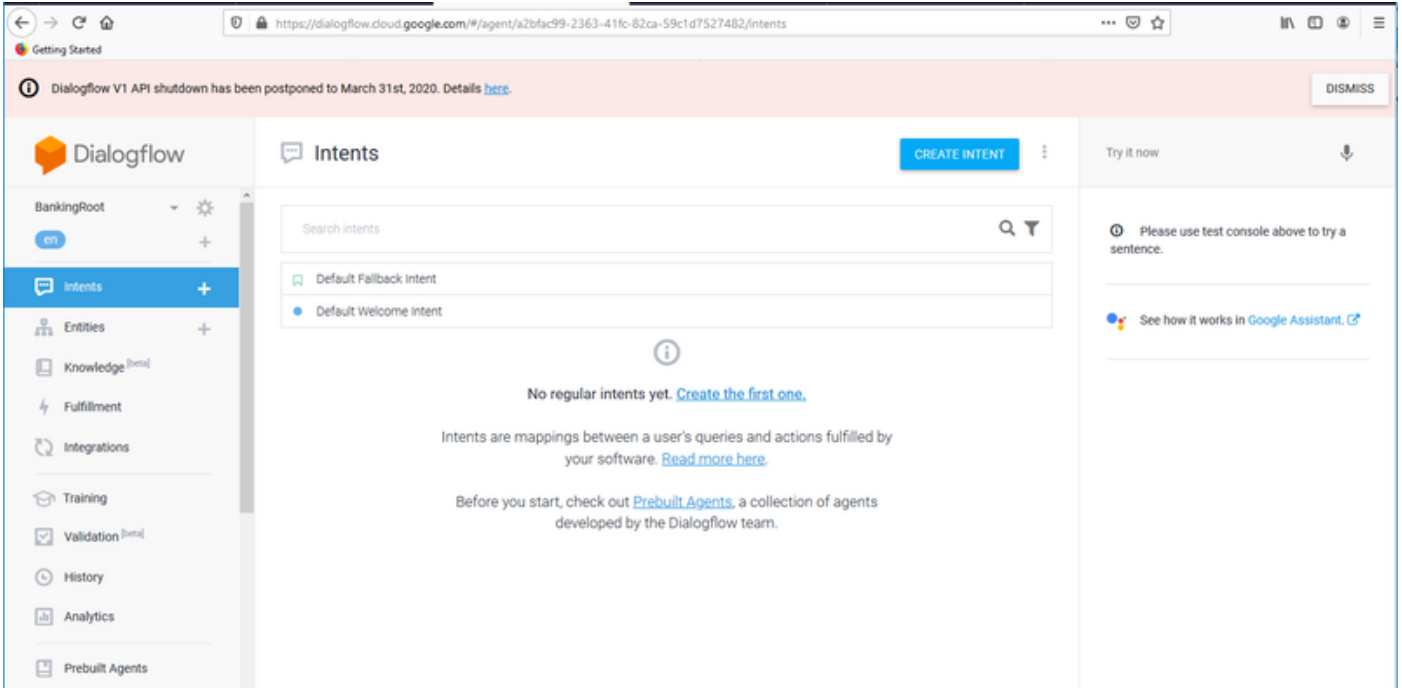 https://dialogflow.cloud.google.com/#/agent/a2bfac99-2363-41fc-82ca-59c1d7527482/intents
Getting Started
Dialogflow V1 API shutdown has been postponed to March 31st, 2020. Details here.
DISMISS
Dialogflow
Intents
CREATE INTENT
Try it now
BankingRoot
en
Intents
Entities
Knowledge [beta]
Fulfillment
Integrations
Training
Validation [beta]
History
Analytics
Prebuilt Agents
Search intents
Default Fallback Intent
Default Welcome Intent
No regular intents yet. Create the first one.
Intents are mappings between a user's queries and actions fulfilled by
your software. Read more here.
Before you start, check out Prebuilt Agents, a collection of agents
developed by the Dialogflow team.
Please use test console above to try a
sentence.
See how it works in Google Assistant.